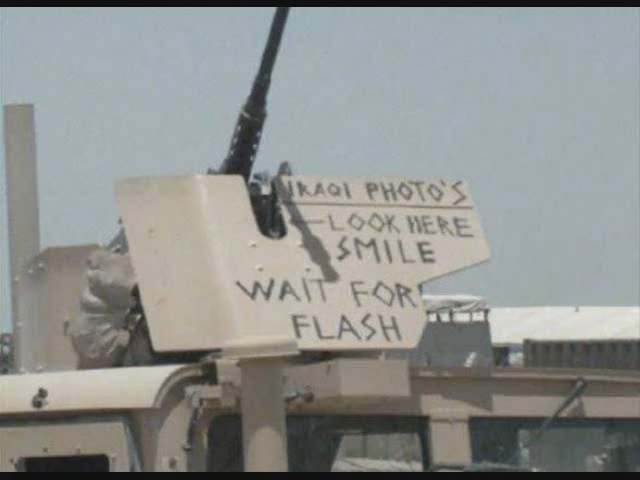 IRAQI PHOTO'S
LOOK HERE
SMILE
WAIT FOR
FLASH